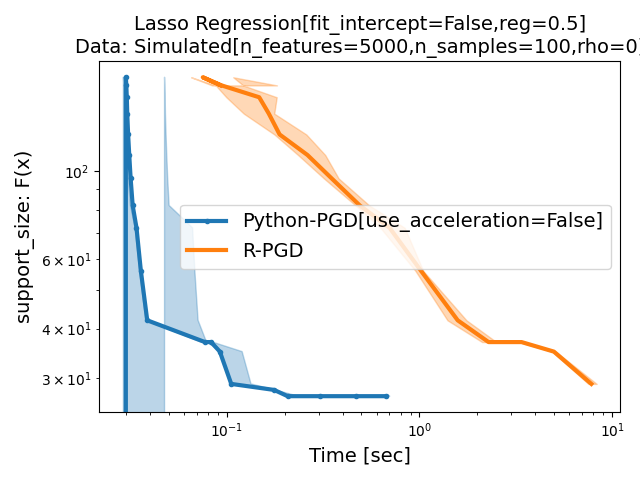 Lasso Regression[fit_intercept=False,reg=0.5]
Data: Simulated[n_features=5000,n_samples=100,rho=0]
support_size: F(x)
10²
6 × 10¹
4 × 10¹
3 × 10¹
Python-PGD[use_acceleration=False]
R-PGD
10⁻¹
10⁰
10¹
Time [sec]